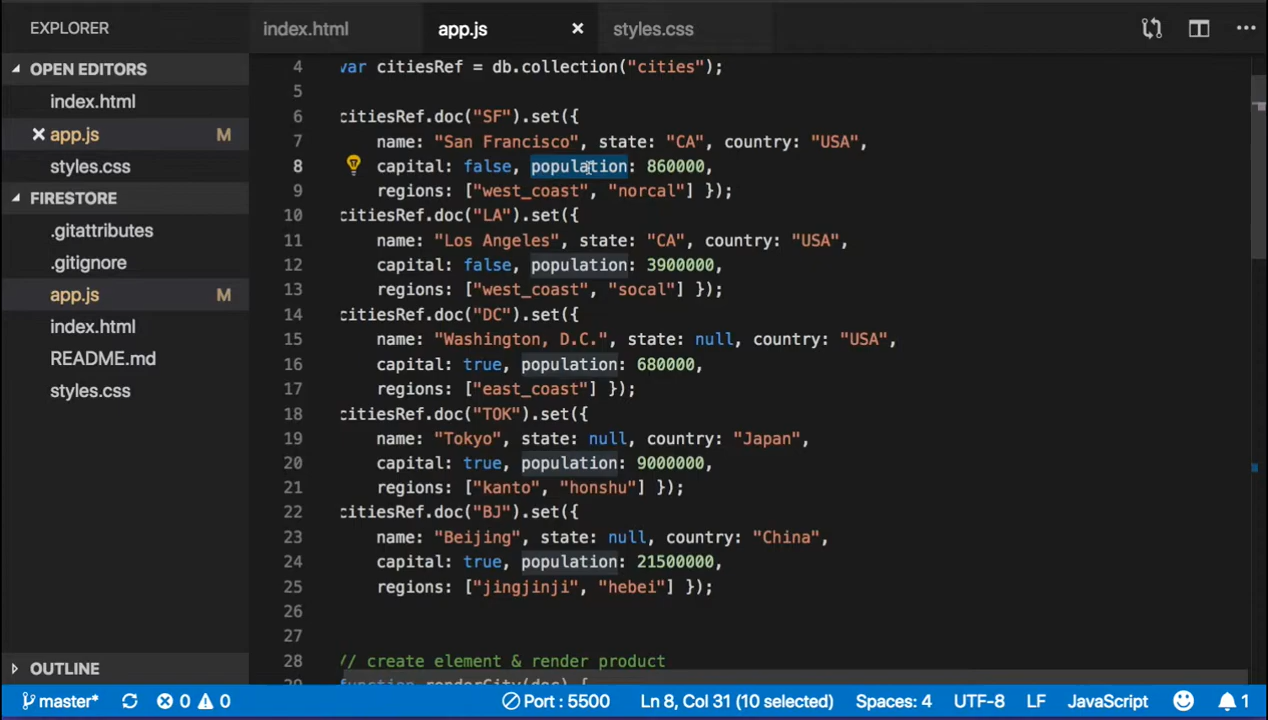 EXPLORER
index.html
app.js
styles.css
OPEN EDITORS
index.html
app.js M
styles.css
FIRESTORE
.gitattributes
.gitignore
app.js M
index.html
README.md
styles.css
OUTLINE
4 var citiesRef = db.collection("cities");
5
6 citiesRef.doc("SF").set({
7 name: "San Francisco", state: "CA", country: "USA",
8 capital: false, population: 860000,
9 regions: ["west_coast", "norcal"] });
10 citiesRef.doc("LA").set({
11 name: "Los Angeles", state: "CA", country: "USA",
12 capital: false, population: 3900000,
13 regions: ["west_coast", "socal"] });
14 citiesRef.doc("DC").set({
15 name: "Washington, D.C.", state: null, country: "USA",
16 capital: true, population: 680000,
17 regions: ["east_coast"] });
18 citiesRef.doc("TOK").set({
19 name: "Tokyo", state: null, country: "Japan",
20 capital: true, population: 9000000,
21 regions: ["kanto", "honshu"] });
22 citiesRef.doc("BJ").set({
23 name: "Beijing", state: null, country: "China",
24 capital: true, population: 21500000,
25 regions: ["jingjinji", "hebei"] });
26
27
28 // create element & render product
29 function renderCity(doc) {
master* 0 0 Port : 5500 Ln 8, Col 31 (10 selected) Spaces: 4 UTF-8 LF JavaScript 1